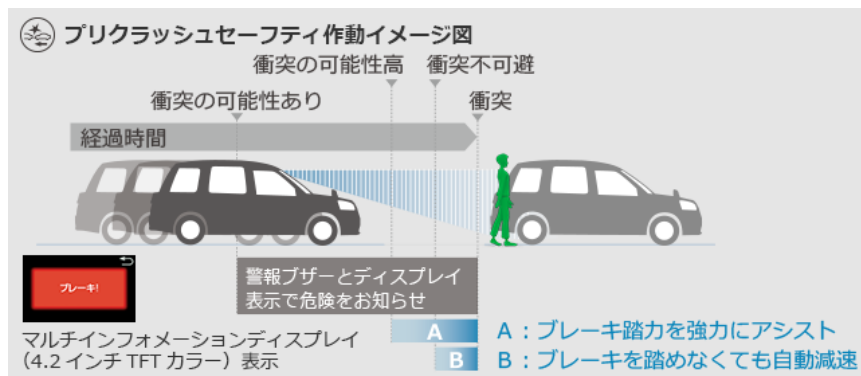 プリクラッシュセーフティ作動イメージ図
衝突の可能性高 衝突不可避
衝突の可能性あり 衝突
経過時間
ブレーキ!
警報ブザーとディスプレイ
表示で危険をお知らせ
マルチインフォメーションディスプレイ
(4.2インチTFTカラー)表示
A A:ブレーキ踏力を強力にアシスト
B B:ブレーキを踏めなくても自動減速